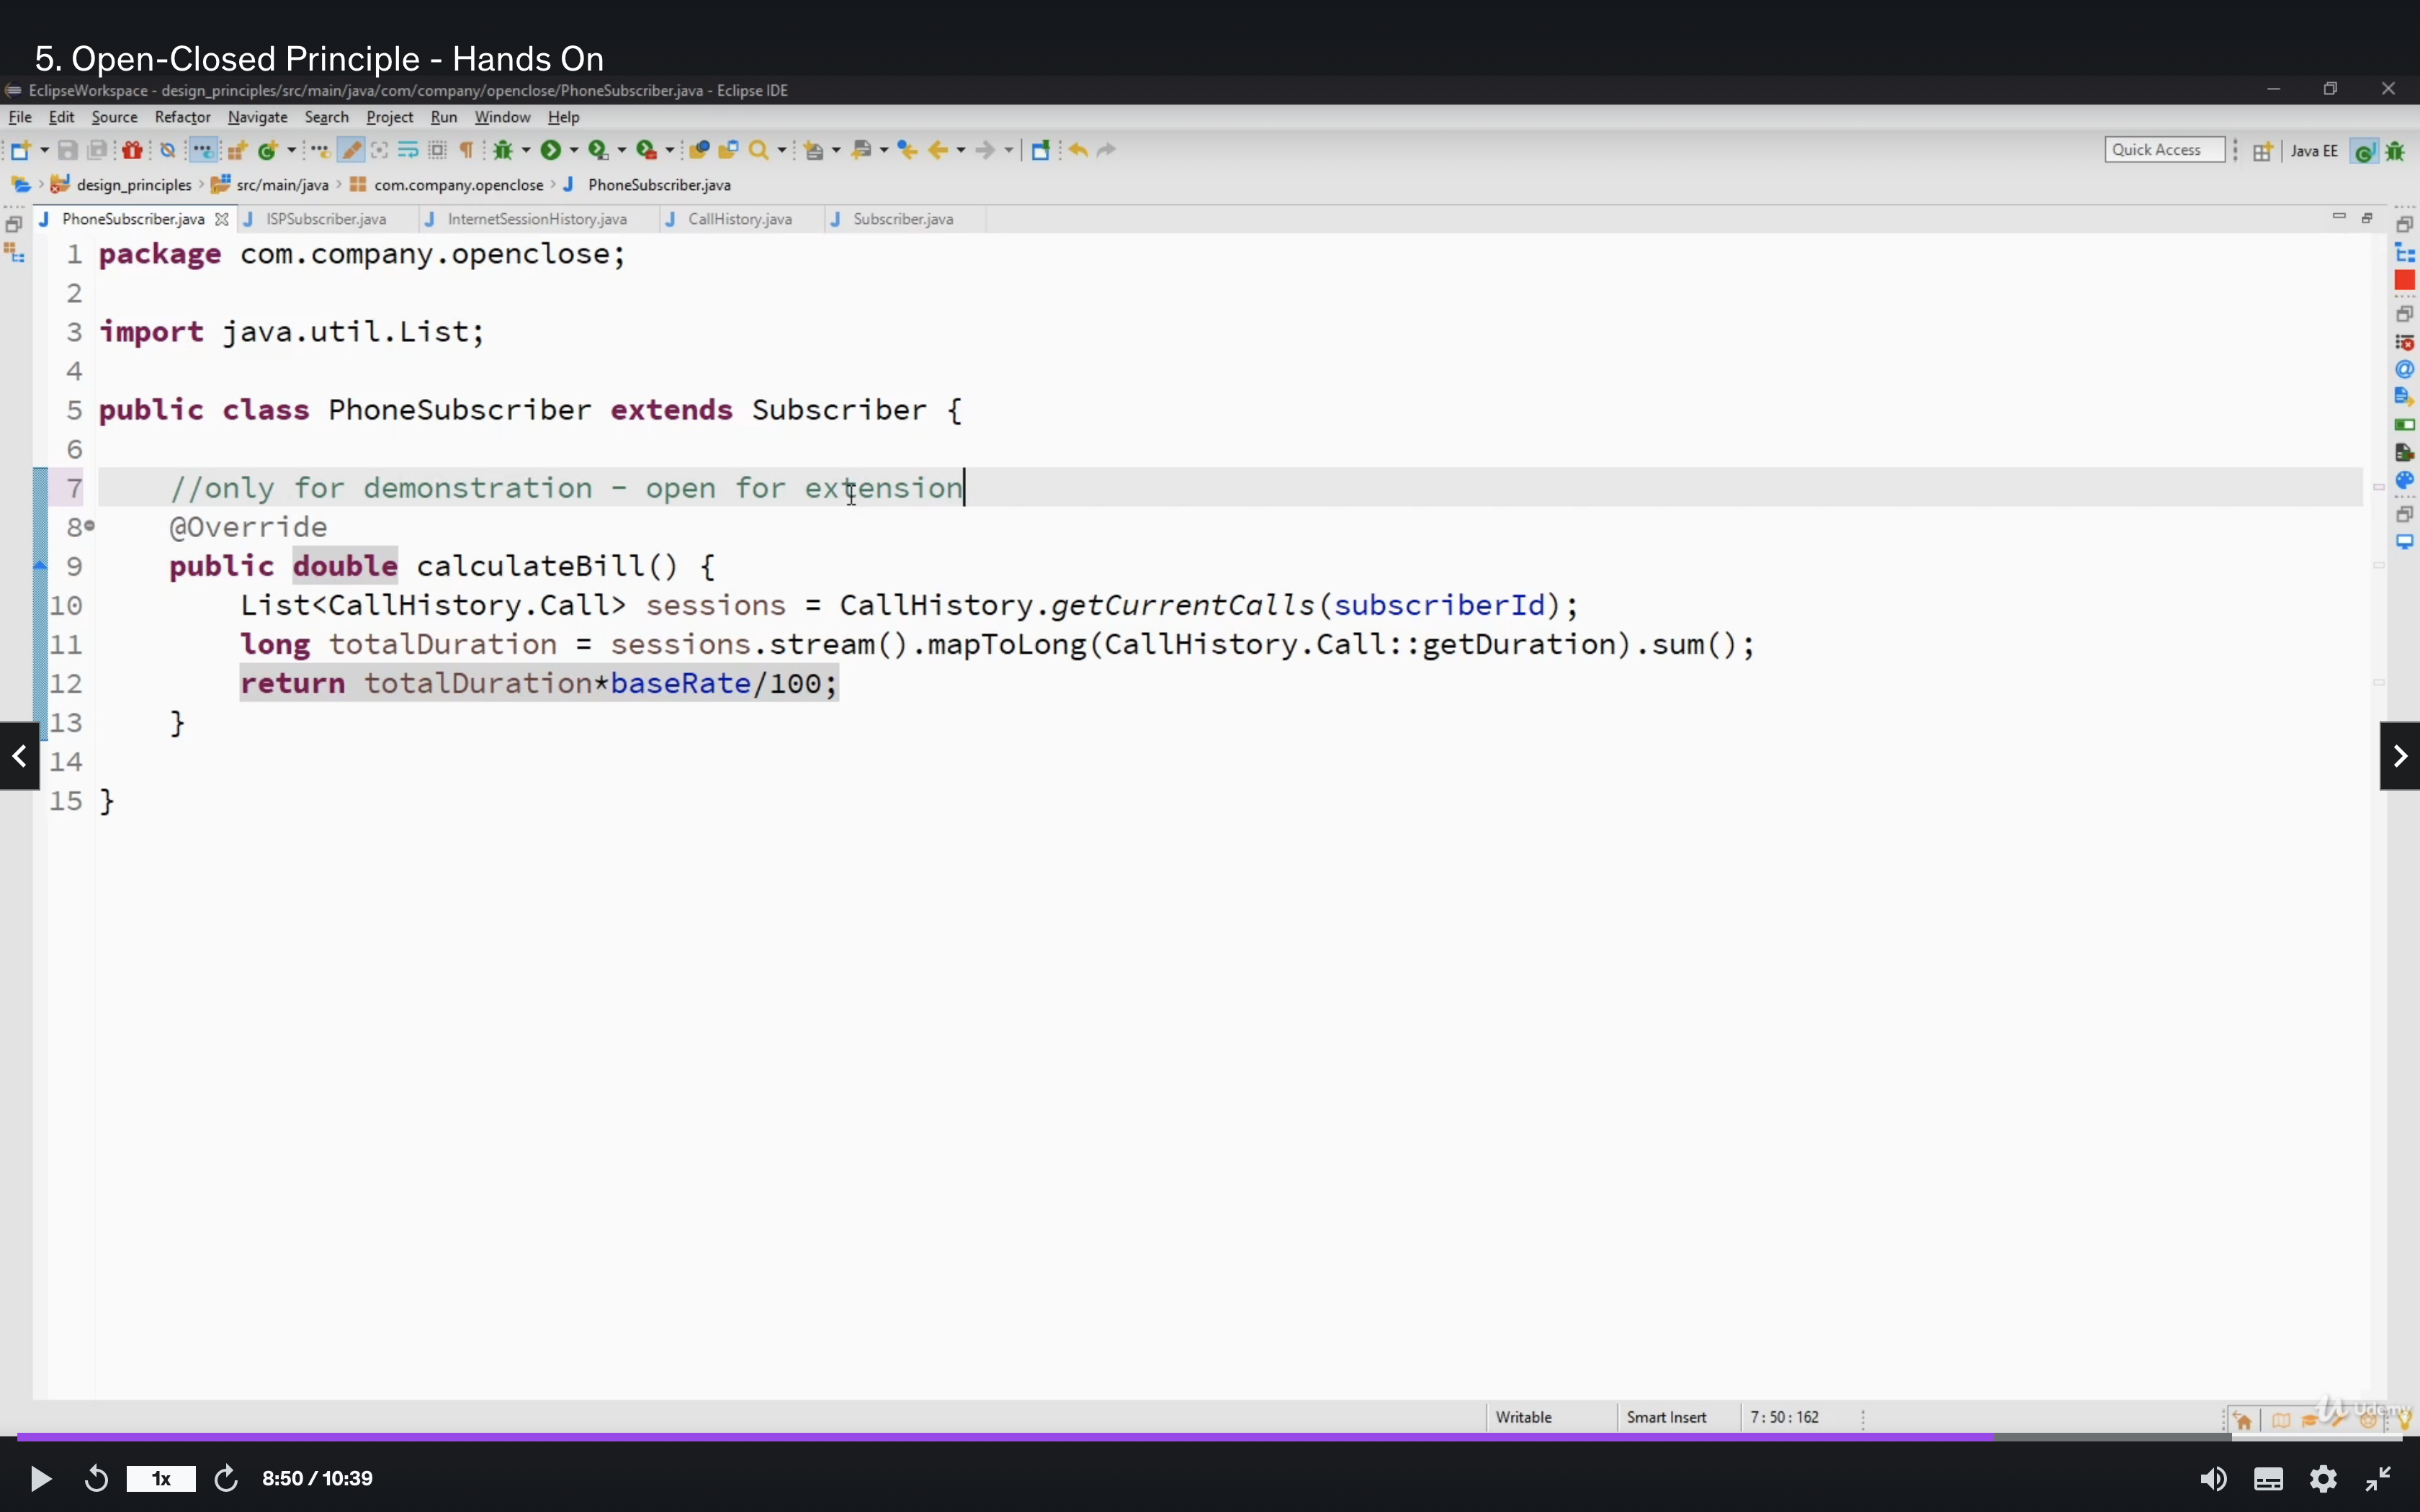 5. Open-Closed Principle - Hands On
EclipseWorkspace - design_principles/src/main/java/com/company/openclose/PhoneSubscriber.java - Eclipse IDE
File Edit Source Refactor Navigate Search Project Run Window Help
Quick Access Java EE
design_principles src/main/java com.company.openclose PhoneSubscriber.java
PhoneSubscriber.java ISPSubscriber.java InternetSessionHistory.java CallHistory.java Subscriber.java
1 package com.company.openclose;
2
3 import java.util.List;
4
5 public class PhoneSubscriber extends Subscriber {
6
7 //only for demonstration - open for extension
8 @Override
9 public double calculateBill() {
10 List<CallHistory.Call> sessions = CallHistory.getCurrentCalls(subscriberId);
11 long totalDuration = sessions.stream().mapToLong(CallHistory.Call::getDuration).sum();
12 return totalDuration*baseRate/100;
13 }
14
15 }
Writable Smart Insert 7:50:162
Udemy
1x 8:50 / 10:39